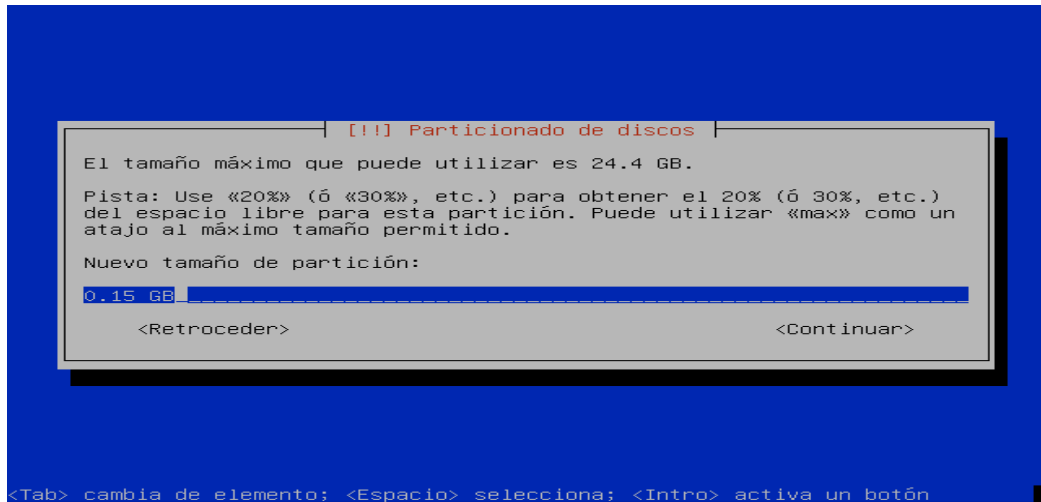 [!!] Particionado de discos
El tamaño máximo que puede utilizar es 24.4 GB.
Pista: Use «20%» (ó «30%», etc.) para obtener el 20% (ó 30%, etc.)
del espacio libre para esta partición. Puede utilizar «max» como un
atajo al máximo tamaño permitido.
Nuevo tamaño de partición:
0.15 GB
<Retroceder> <Continuar>
<Tab> cambia de elemento; <Espacio> selecciona; <Intro> activa un botón